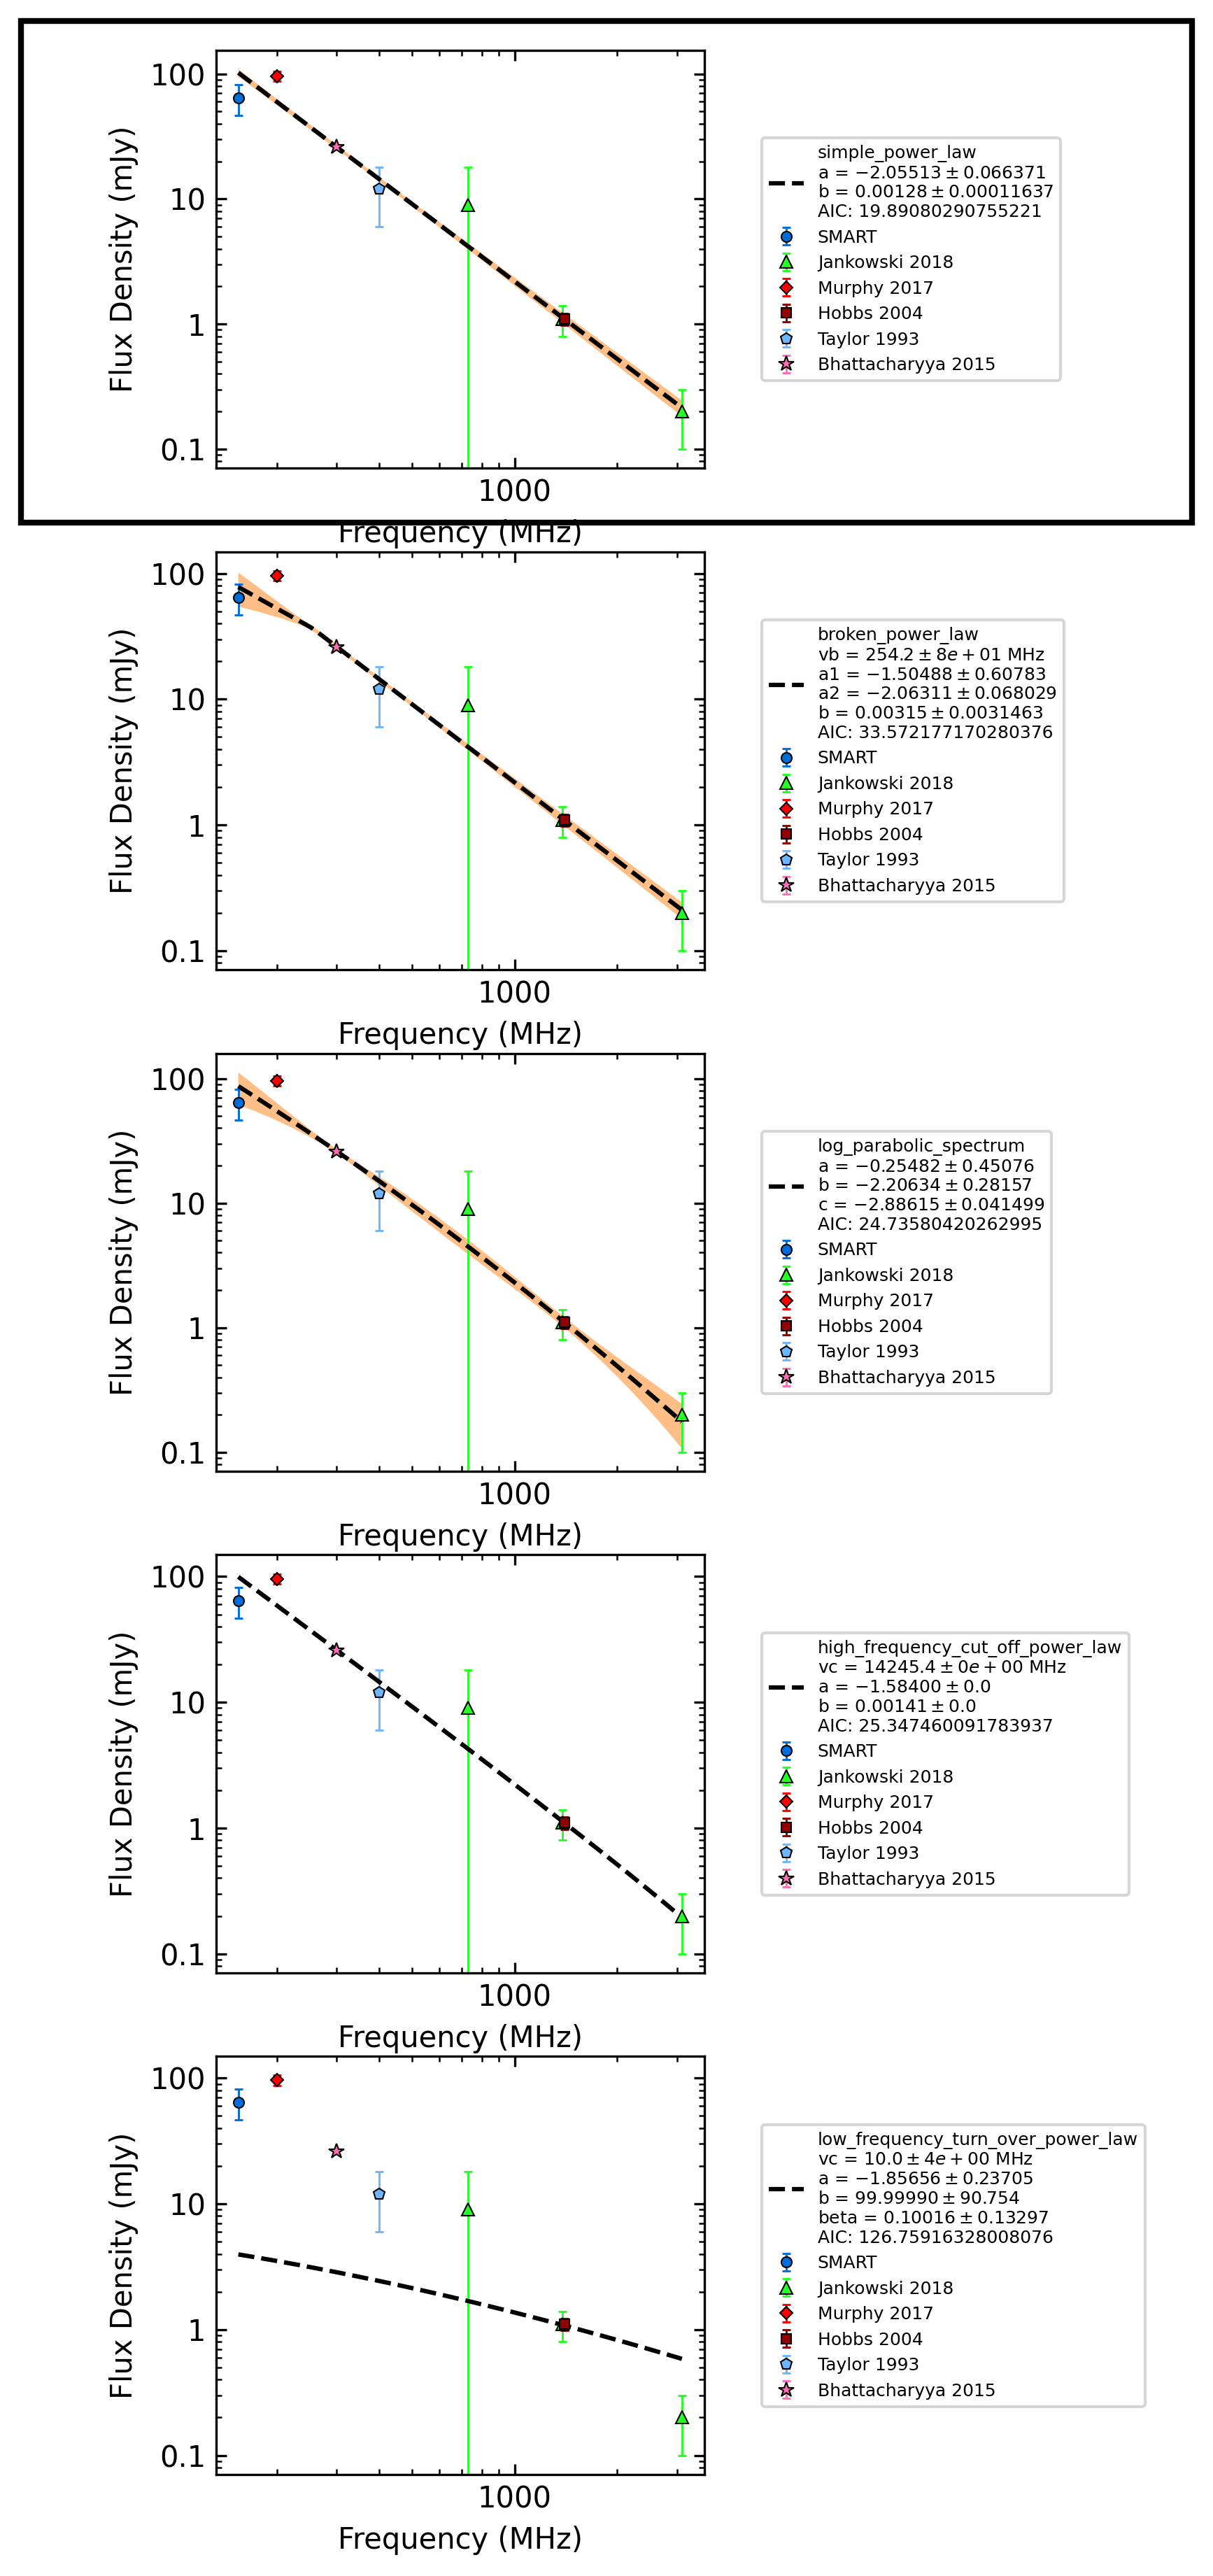 100
10
1
0.1
Flux Density (mJy)
1000
Frequency (MHz)
simple_power_law
a = −2.05513 ± 0.066371
b = 0.00128 ± 0.00011637
AIC: 19.89080290755221
SMART
Jankowski 2018
Murphy 2017
Hobbs 2004
Taylor 1993
Bhattacharyya 2015
100
10
1
0.1
Flux Density (mJy)
1000
Frequency (MHz)
broken_power_law
vb = 254.2 ± 8e + 01 MHz
a1 = −1.50488 ± 0.60783
a2 = −2.06311 ± 0.068029
b = 0.00315 ± 0.0031463
AIC: 33.572177170280376
SMART
Jankowski 2018
Murphy 2017
Hobbs 2004
Taylor 1993
Bhattacharyya 2015
100
10
1
0.1
Flux Density (mJy)
1000
Frequency (MHz)
log_parabolic_spectrum
a = −0.25482 ± 0.45076
b = −2.20634 ± 0.28157
c = −2.88615 ± 0.041499
AIC: 24.73580420262995
SMART
Jankowski 2018
Murphy 2017
Hobbs 2004
Taylor 1993
Bhattacharyya 2015
100
10
1
0.1
Flux Density (mJy)
1000
Frequency (MHz)
high_frequency_cut_off_power_law
vc = 14245.4 ± 0e + 00 MHz
a = −1.58400 ± 0.0
b = 0.00141 ± 0.0
AIC: 25.347460091783937
SMART
Jankowski 2018
Murphy 2017
Hobbs 2004
Taylor 1993
Bhattacharyya 2015
100
10
1
0.1
Flux Density (mJy)
1000
Frequency (MHz)
low_frequency_turn_over_power_law
vc = 10.0 ± 4e + 00 MHz
a = −1.85656 ± 0.23705
b = 99.99990 ± 90.754
beta = 0.10016 ± 0.13297
AIC: 126.75916328008076
SMART
Jankowski 2018
Murphy 2017
Hobbs 2004
Taylor 1993
Bhattacharyya 2015